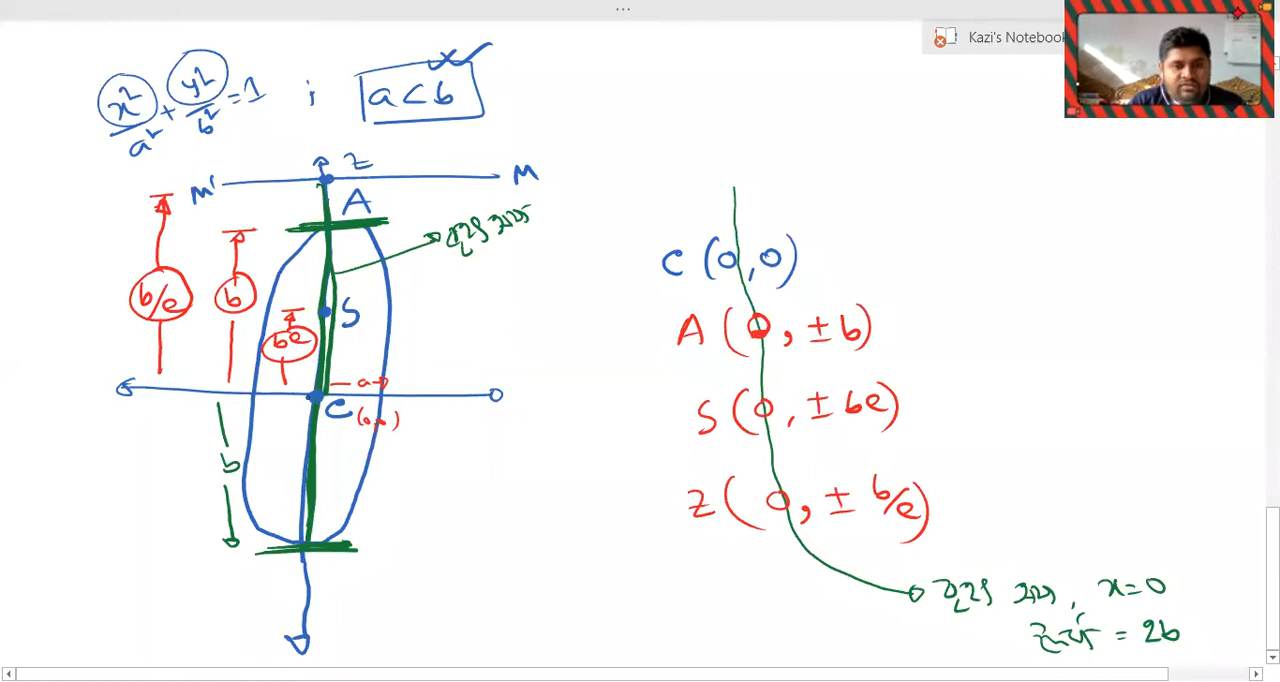 ...
Kazi's Noteboo
x²/a² + y²/b² = 1 ; a < b
Z
M' M
A
বৃহৎ অক্ষ
b/e b be S
a
C (0,0)
b
C (0,0)
A (0, ±b)
S (0, ±be)
Z (0, ± b/e)
বৃহৎ অক্ষ, x=0
দৈর্ঘ্য = 2b